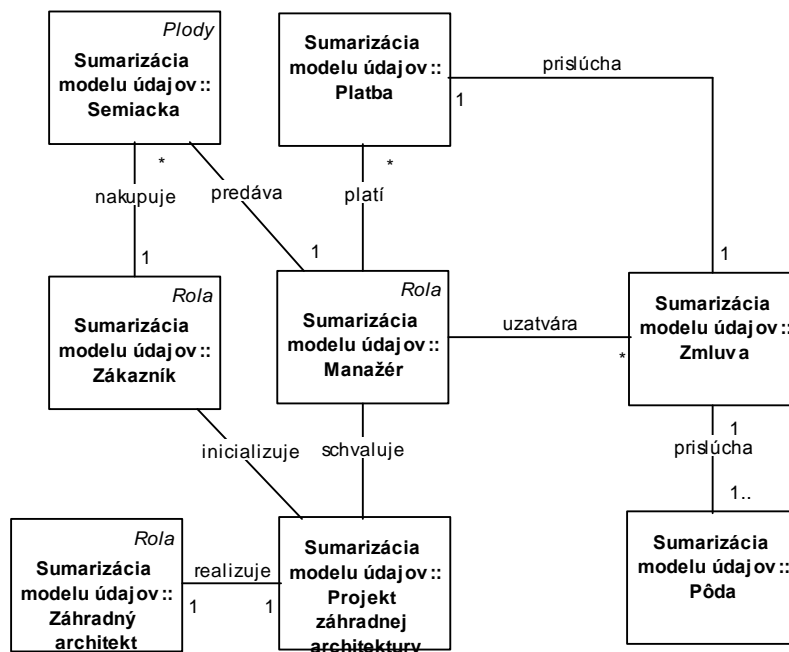 Plody
Sumarizácia
modelu údajov::
Semiacka
Sumarizácia
modelu údajov::
Platba
prislúcha
1
*
*
nakupuje
predáva
platí
1
1
1
Rola
Sumarizácia
modelu údajov::
Zákazník
Rola
Sumarizácia
modelu údajov::
Manažér
uzatvára
*
Sumarizácia
modelu údajov::
Zmluva
inicializuje
schvaluje
1
prislúcha
1..
Rola
Sumarizácia
modelu údajov::
Záhradný
architekt
realizuje
1
1
Sumarizácia
modelu údajov::
Projekt
záhradnej
architektury
Sumarizácia
modelu údajov::
Pôda